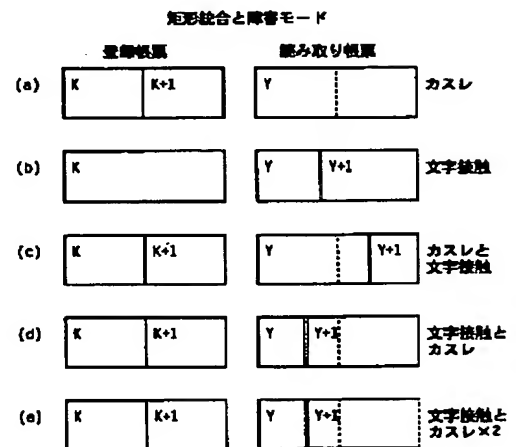 矩形統合と障害モード
登録帳票 読み取り帳票
(a) K K+1 Y カスレ
(b) K Y Y+1 文字接触
(c) K K+1 Y Y+1 カスレと
文字接触
(d) K K+1 Y Y+1 文字接触と
カスレ
(e) K K+1 Y Y+1 文字接触と
カスレ×2